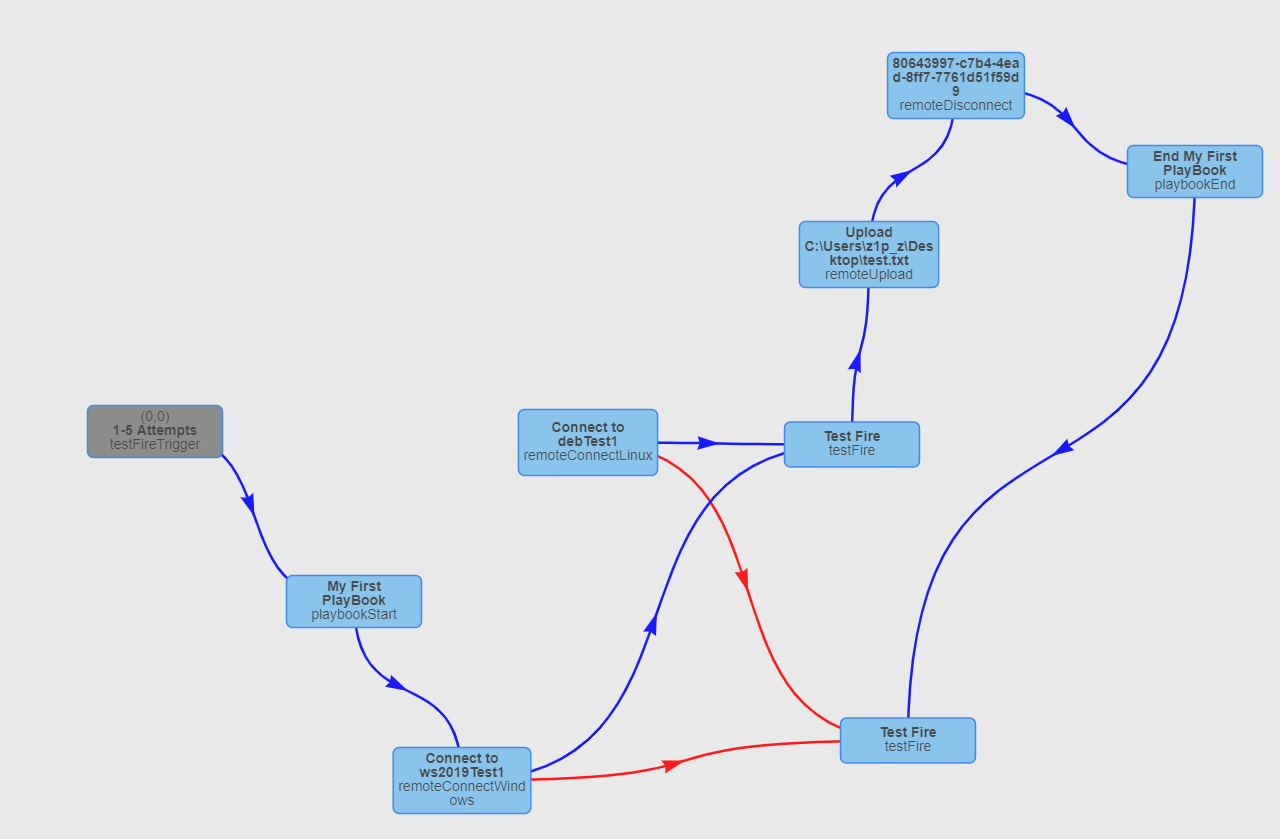 80643997-c7b4-4ea
d-8ff7-7761d51f59d
9
remoteDisconnect
End My First
PlayBook
playbookEnd
Upload
C:\Users\z1p_z\Des
ktop\test.txt
remoteUpload
(0,0)
1-5 Attempts
testFireTrigger
Connect to
debTest1
remoteConnectLinux
Test Fire
testFire
My First
PlayBook
playbookStart
Connect to
ws2019Test1
remoteConnectWind
ows
Test Fire
testFire